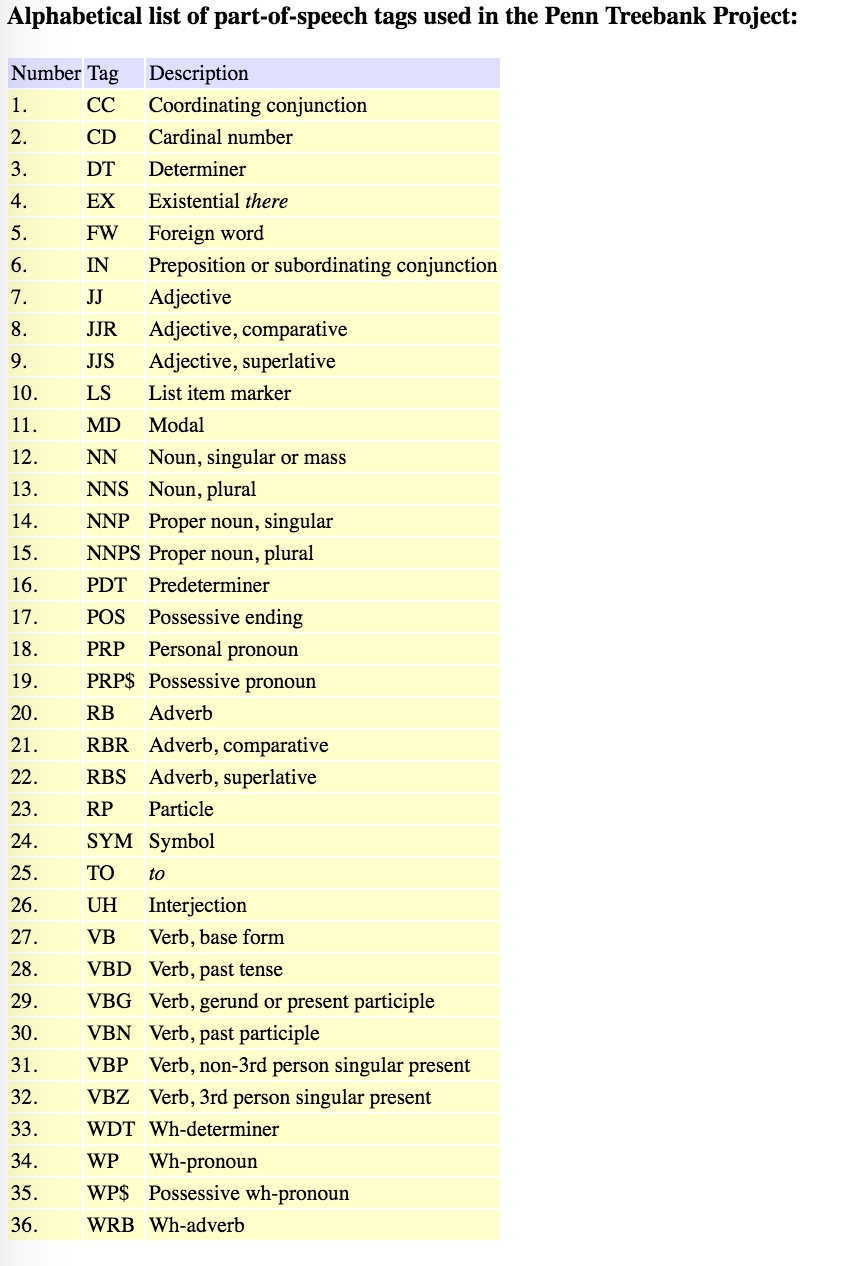 Alphabetical list of part-of-speech tags used in the Penn Treebank Project:
Number Tag Description
1. CC Coordinating conjunction
2. CD Cardinal number
3. DT Determiner
4. EX Existential there
5. FW Foreign word
6. IN Preposition or subordinating conjunction
7. JJ Adjective
8. JJR Adjective, comparative
9. JJS Adjective, superlative
10. LS List item marker
11. MD Modal
12. NN Noun, singular or mass
13. NNS Noun, plural
14. NNP Proper noun, singular
15. NNPS Proper noun, plural
16. PDT Predeterminer
17. POS Possessive ending
18. PRP Personal pronoun
19. PRP$ Possessive pronoun
20. RB Adverb
21. RBR Adverb, comparative
22. RBS Adverb, superlative
23. RP Particle
24. SYM Symbol
25. TO to
26. UH Interjection
27. VB Verb, base form
28. VBD Verb, past tense
29. VBG Verb, gerund or present participle
30. VBN Verb, past participle
31. VBP Verb, non-3rd person singular present
32. VBZ Verb, 3rd person singular present
33. WDT Wh-determiner
34. WP Wh-pronoun
35. WP$ Possessive wh-pronoun
36. WRB Wh-adverb